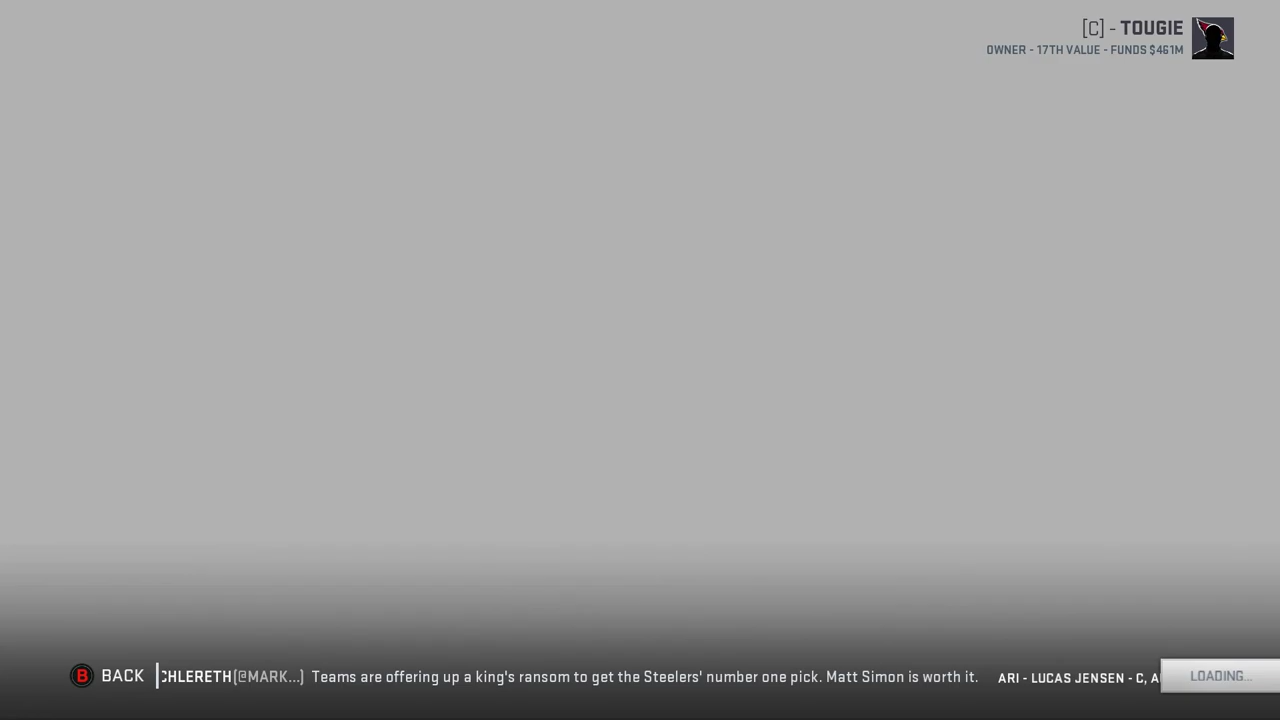 [C] - TOUGIE
OWNER - 17TH VALUE - FUNDS $461M
B BACK CHLERETH(@MARK...) Teams are offering up a king's ransom to get the Steelers' number one pick. Matt Simon is worth it. ARI - LUCAS JENSEN - C, A LOADING...